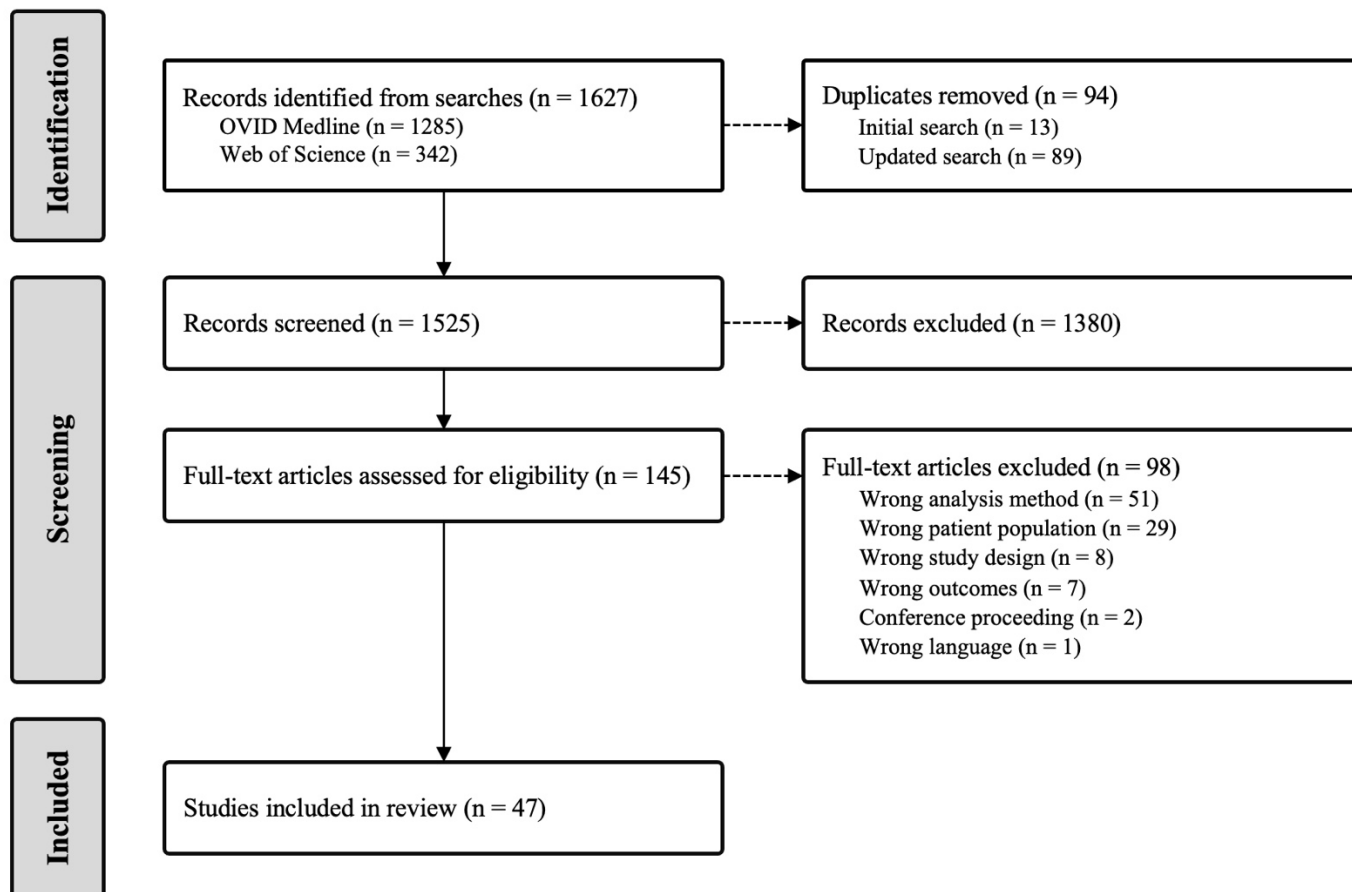 Identification
Records identified from searches (n = 1627)
OVID Medline (n = 1285)
Web of Science (n = 342)
Duplicates removed (n = 94)
Initial search (n = 13)
Updated search (n = 89)
Screening
Records screened (n = 1525)
Records excluded (n = 1380)
Full-text articles assessed for eligibility (n = 145)
Full-text articles excluded (n = 98)
Wrong analysis method (n = 51)
Wrong patient population (n = 29)
Wrong study design (n = 8)
Wrong outcomes (n = 7)
Conference proceeding (n = 2)
Wrong language (n = 1)
Included
Studies included in review (n = 47)